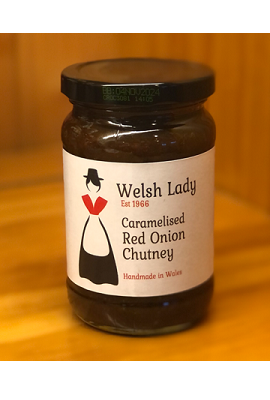 Welsh Lady
Est 1966
Caramelised
Red Onion
Chutney
Handmade in Wales